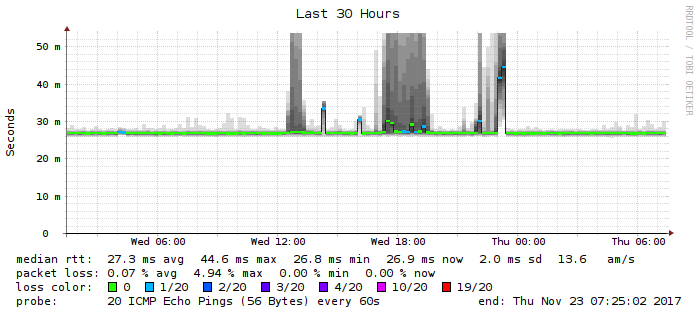 Last 30 Hours
RRDTOOL / TOBI OETIKER
Seconds
50 m
40 m
30 m
20 m
10 m
0
Wed 06:00 Wed 12:00 Wed 18:00 Thu 00:00 Thu 06:00
median rtt: 27.3 ms avg 44.6 ms max 26.8 ms min 26.9 ms now 2.0 ms sd 13.6 am/s
packet loss: 0.07 % avg 4.94 % max 0.00 % min 0.00 % now
loss color: 0 1/20 2/20 3/20 4/20 10/20 19/20
probe: 20 ICMP Echo Pings (56 Bytes) every 60s end: Thu Nov 23 07:25:02 2017